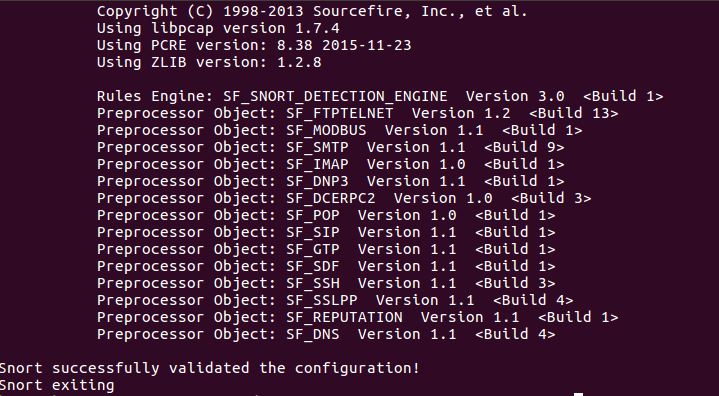 Copyright (C) 1998-2013 Sourcefire, Inc., et al.
Using libpcap version 1.7.4
Using PCRE version: 8.38 2015-11-23
Using ZLIB version: 1.2.8
Rules Engine: SF_SNORT_DETECTION_ENGINE  Version 3.0  <Build 1>
Preprocessor Object: SF_FTPTELNET  Version 1.2  <Build 13>
Preprocessor Object: SF_MODBUS  Version 1.1  <Build 1>
Preprocessor Object: SF_SMTP  Version 1.1  <Build 9>
Preprocessor Object: SF_IMAP  Version 1.0  <Build 1>
Preprocessor Object: SF_DNP3  Version 1.1  <Build 1>
Preprocessor Object: SF_DCERPC2  Version 1.0  <Build 3>
Preprocessor Object: SF_POP  Version 1.0  <Build 1>
Preprocessor Object: SF_SIP  Version 1.1  <Build 1>
Preprocessor Object: SF_GTP  Version 1.1  <Build 1>
Preprocessor Object: SF_SDF  Version 1.1  <Build 1>
Preprocessor Object: SF_SSH  Version 1.1  <Build 3>
Preprocessor Object: SF_SSLPP  Version 1.1  <Build 4>
Preprocessor Object: SF_REPUTATION  Version 1.1  <Build 1>
Preprocessor Object: SF_DNS  Version 1.1  <Build 4>
Snort successfully validated the configuration!
Snort exiting